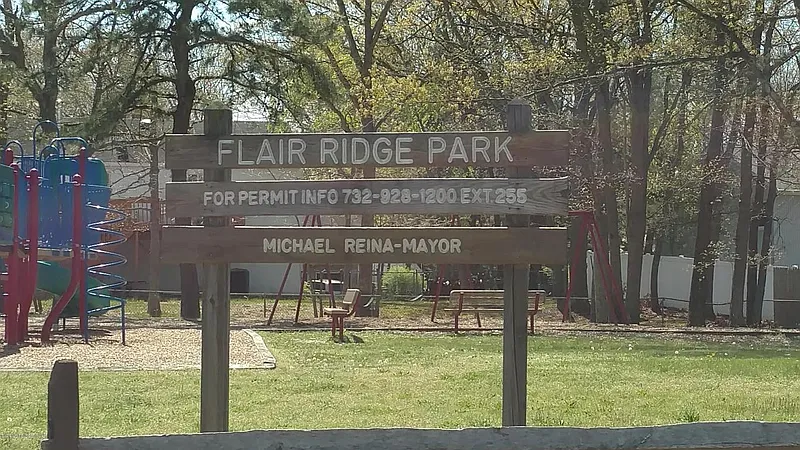 FLAIR RIDGE PARK
FOR PERMIT INFO 732-928-1200 EXT 255
MICHAEL REINA-MAYOR